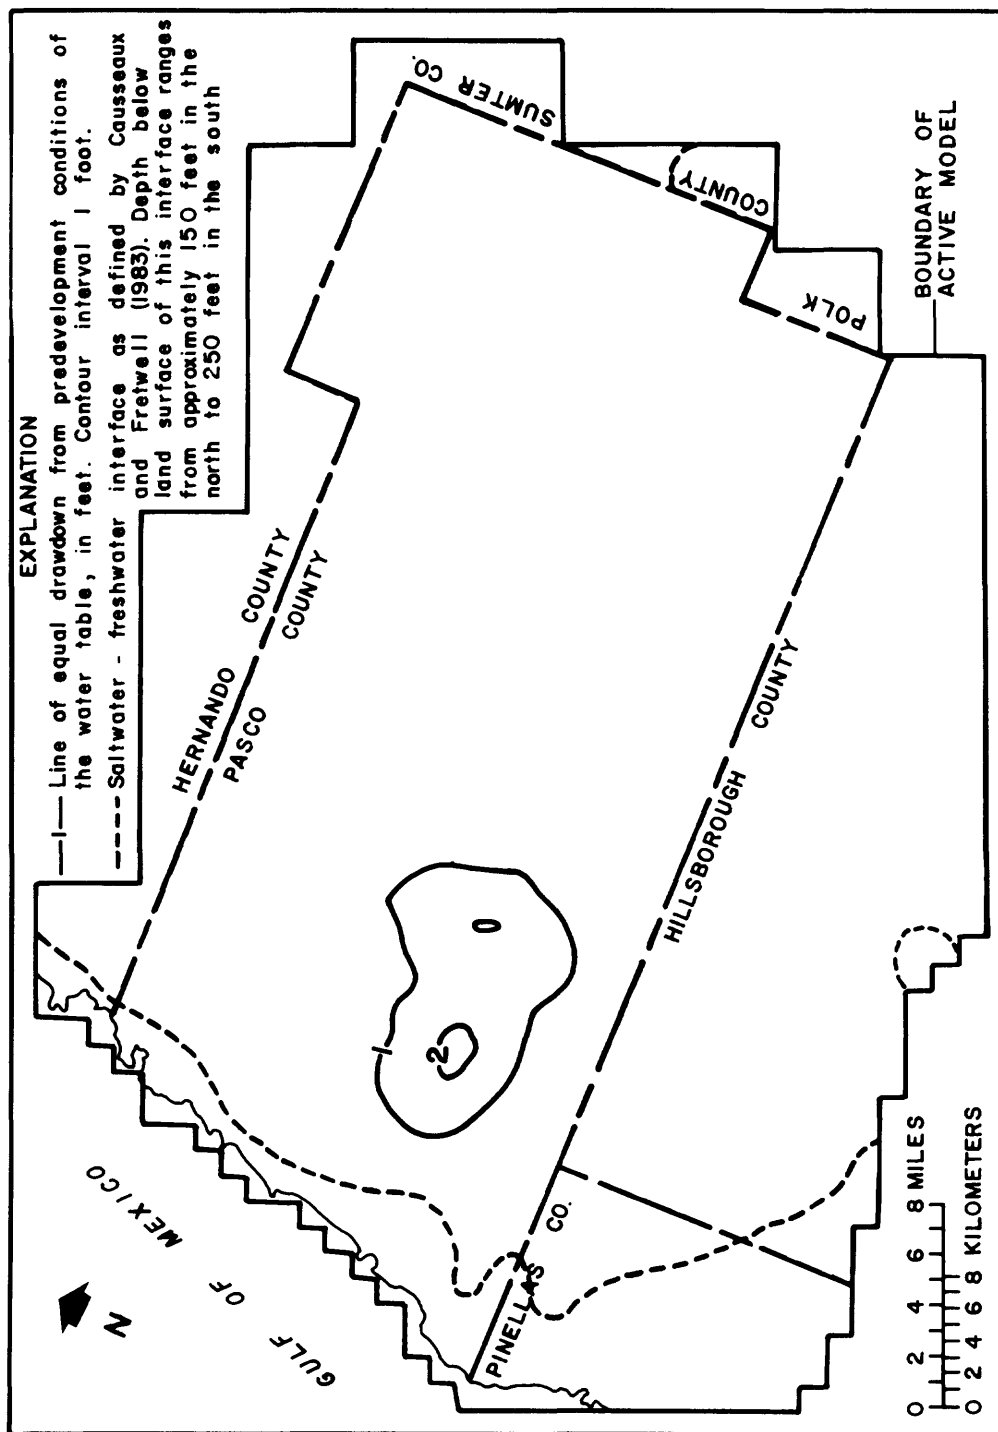 EXPLANATION
—1— Line of equal drawdown from predevelopment conditions of
the water table, in feet. Contour interval 1 foot.
---- Saltwater - freshwater interface as defined by Causseaux
and Fretwell (1983). Depth below
land surface of this interface ranges
from approximately 150 feet in the
north to 250 feet in the south
N
GULF OF MEXICO
HERNANDO COUNTY
PASCO COUNTY
SUMTER CO.
COUNTY
POLK
1
2
0
PINELLAS CO.
HILLSBOROUGH COUNTY
BOUNDARY OF
ACTIVE MODEL
0 2 4 6 8 MILES
0 2 4 6 8 KILOMETERS